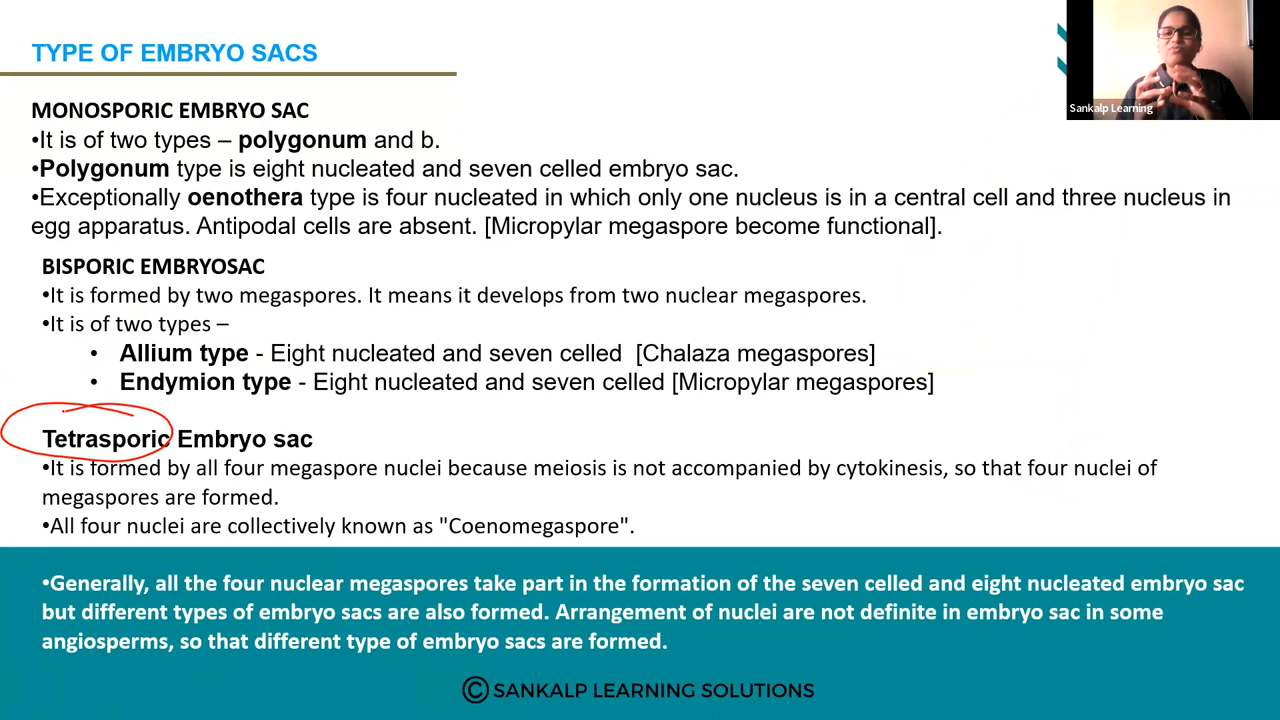 TYPE OF EMBRYO SACS
Sankalp Learning
MONOSPORIC EMBRYO SAC
•It is of two types – polygonum and b.
•Polygonum type is eight nucleated and seven celled embryo sac.
•Exceptionally oenothera type is four nucleated in which only one nucleus is in a central cell and three nucleus in
egg apparatus. Antipodal cells are absent. [Micropylar megaspore become functional].
BISPORIC EMBRYOSAC
•It is formed by two megaspores. It means it develops from two nuclear megaspores.
•It is of two types –
• Allium type - Eight nucleated and seven celled [Chalaza megaspores]
• Endymion type - Eight nucleated and seven celled [Micropylar megaspores]
Tetrasporic Embryo sac
•It is formed by all four megaspore nuclei because meiosis is not accompanied by cytokinesis, so that four nuclei of
megaspores are formed.
•All four nuclei are collectively known as "Coenomegaspore".
•Generally, all the four nuclear megaspores take part in the formation of the seven celled and eight nucleated embryo sac
but different types of embryo sacs are also formed. Arrangement of nuclei are not definite in embryo sac in some
angiosperms, so that different type of embryo sacs are formed.
© SANKALP LEARNING SOLUTIONS